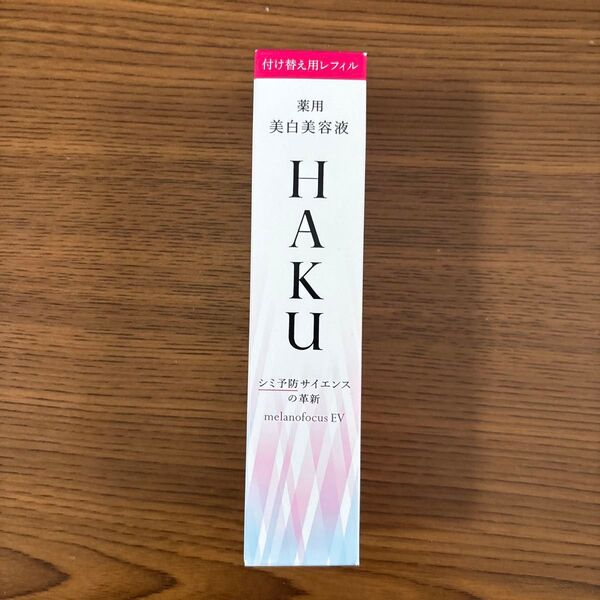 付け替え用レフィル
薬用
美白美容液
HAKU
シミ予防サイエンス
の革新
melanofocus EV